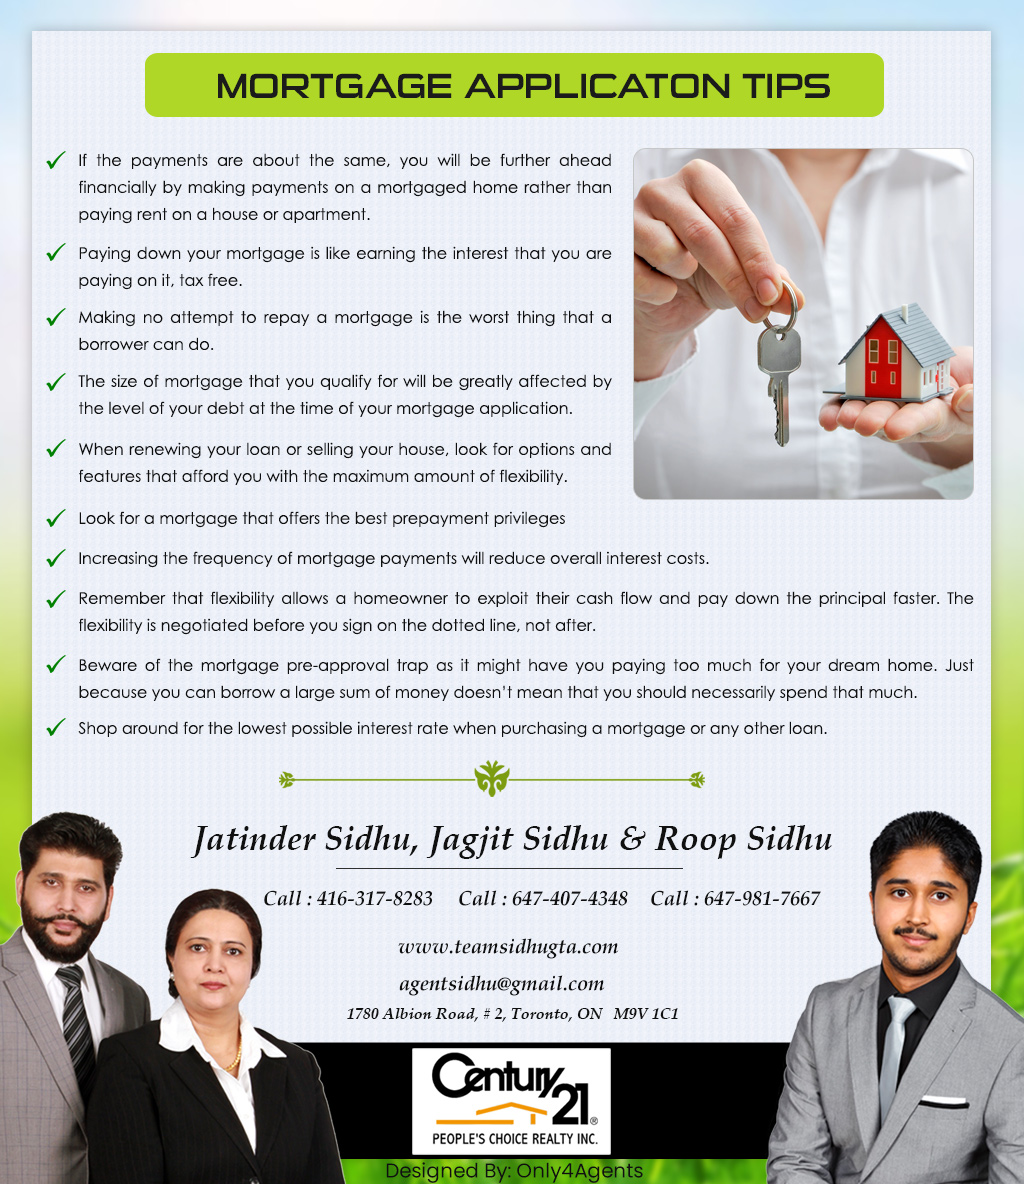 MORTGAGE APPLICATON TIPS
If the payments are about the same, you will be further ahead
financially by making payments on a mortgaged home rather than
paying rent on a house or apartment.
Paying down your mortgage is like earning the interest that you are
paying on it, tax free.
Making no attempt to repay a mortgage is the worst thing that a
borrower can do.
The size of mortgage that you qualify for will be greatly affected by
the level of your debt at the time of your mortgage application.
When renewing your loan or selling your house, look for options and
features that afford you with the maximum amount of flexibility.
Look for a mortgage that offers the best prepayment privileges
Increasing the frequency of mortgage payments will reduce overall interest costs.
Remember that flexibility allows a homeowner to exploit their cash flow and pay down the principal faster. The
flexibility is negotiated before you sign on the dotted line, not after.
Beware of the mortgage pre-approval trap as it might have you paying too much for your dream home. Just
because you can borrow a large sum of money doesn't mean that you should necessarily spend that much.
Shop around for the lowest possible interest rate when purchasing a mortgage or any other loan.
Jatinder Sidhu, Jagjit Sidhu & Roop Sidhu
Call : 416-317-8283 Call : 647-407-4348 Call : 647-981-7667
www.teamsidhugta.com
agentsidhu@gmail.com
1780 Albion Road, # 2, Toronto, ON M9V 1C1
Century
21®
PEOPLE'S CHOICE REALTY INC.
Designed By: Only4Agents